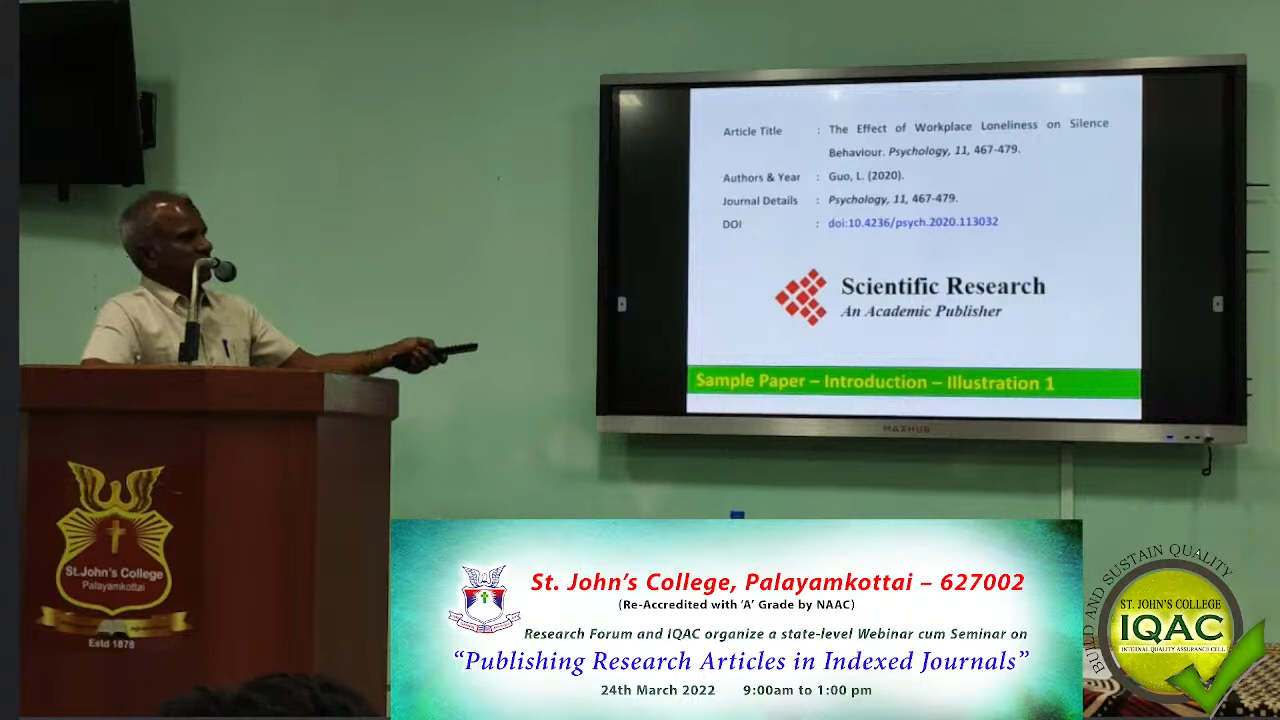 Article Title : The Effect of Workplace Loneliness on Silence
Behaviour. Psychology, 11, 467-479.
Authors & Year : Guo, L. (2020).
Journal Details : Psychology, 11, 467-479.
DOI : doi:10.4236/psych.2020.113032
Scientific Research
An Academic Publisher
Sample Paper – Introduction – Illustration 1
MAXHUB
St.John's College
Palayamkottai
Estd 1878
St. John's College, Palayamkottai – 627002
(Re-Accredited with 'A' Grade by NAAC)
Research Forum and IQAC organize a state-level Webinar cum Seminar on
"Publishing Research Articles in Indexed Journals"
24th March 2022 9:00am to 1:00 pm
BUILD AND SUSTAIN QUALITY
ST. JOHN'S COLLEGE
IQAC
INTERNAL QUALITY ASSURANCE CELL